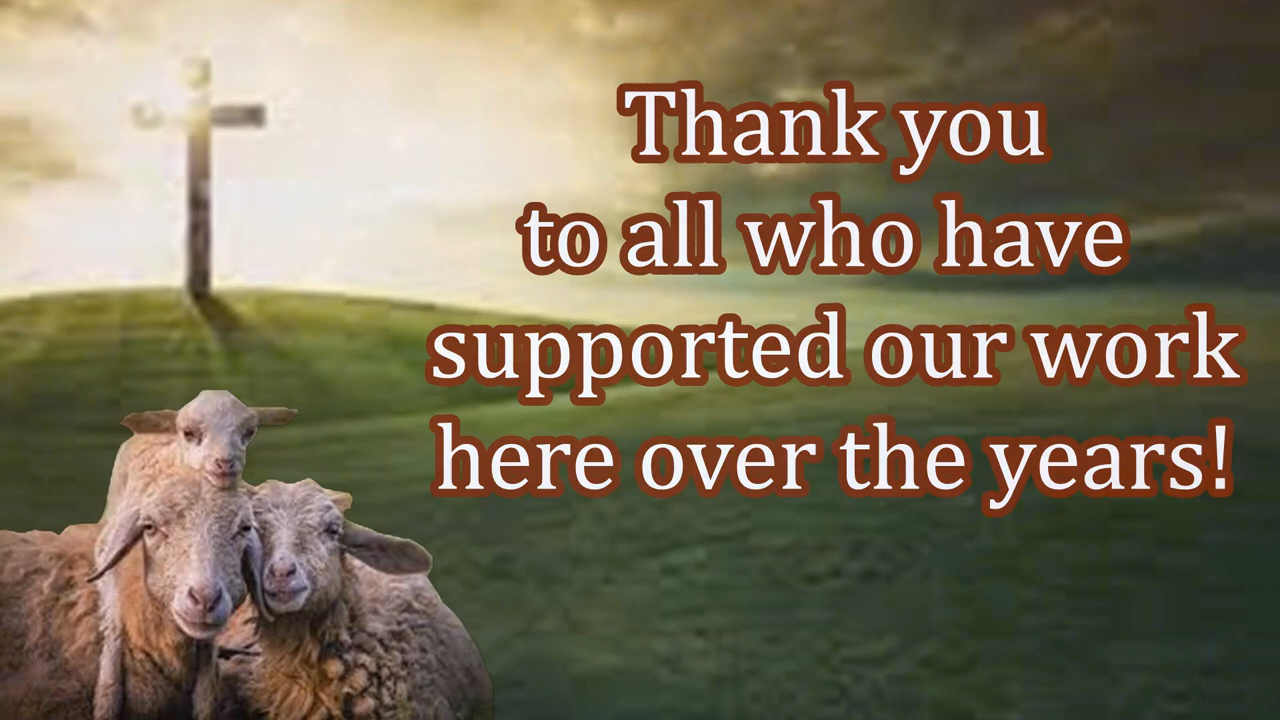 Thank you
to all who have
supported our work
here over the years!